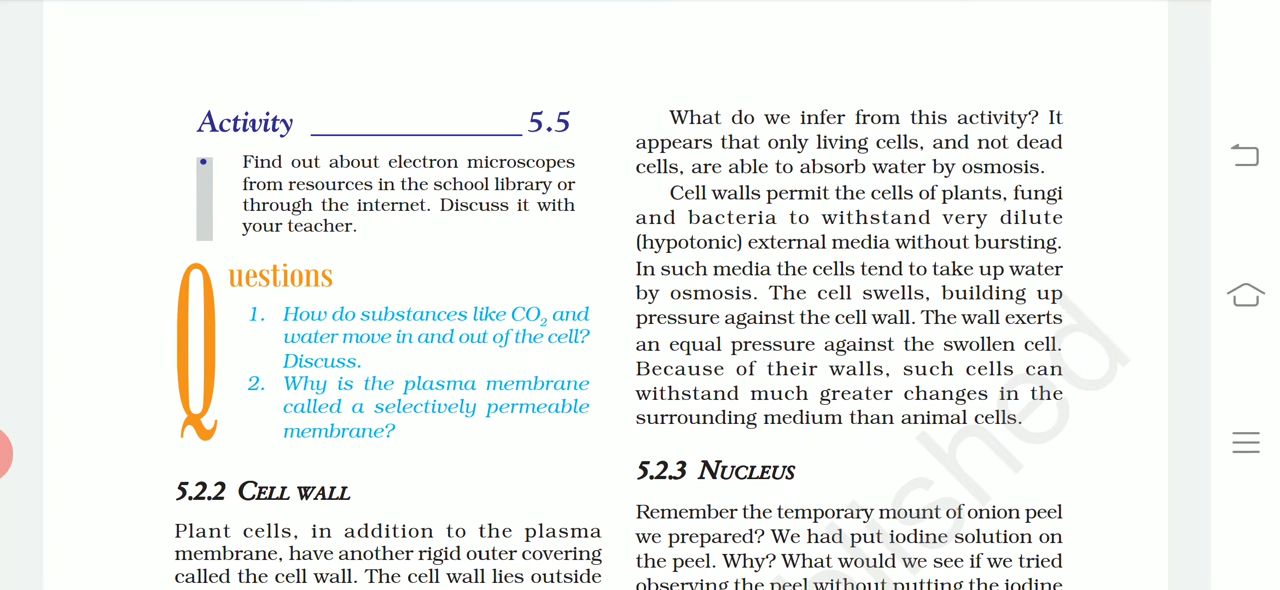 Activity 5.5
Find out about electron microscopes
from resources in the school library or
through the internet. Discuss it with
your teacher.
Questions
1. How do substances like CO₂ and
water move in and out of the cell?
Discuss.
2. Why is the plasma membrane
called a selectively permeable
membrane?
5.2.2 CELL WALL
Plant cells, in addition to the plasma
membrane, have another rigid outer covering
called the cell wall. The cell wall lies outside
What do we infer from this activity? It
appears that only living cells, and not dead
cells, are able to absorb water by osmosis.
Cell walls permit the cells of plants, fungi
and bacteria to withstand very dilute
(hypotonic) external media without bursting.
In such media the cells tend to take up water
by osmosis. The cell swells, building up
pressure against the cell wall. The wall exerts
an equal pressure against the swollen cell.
Because of their walls, such cells can
withstand much greater changes in the
surrounding medium than animal cells.
5.2.3 NUCLEUS
Remember the temporary mount of onion peel
we prepared? We had put iodine solution on
the peel. Why? What would we see if we tried
observing the peel without putting the iodine